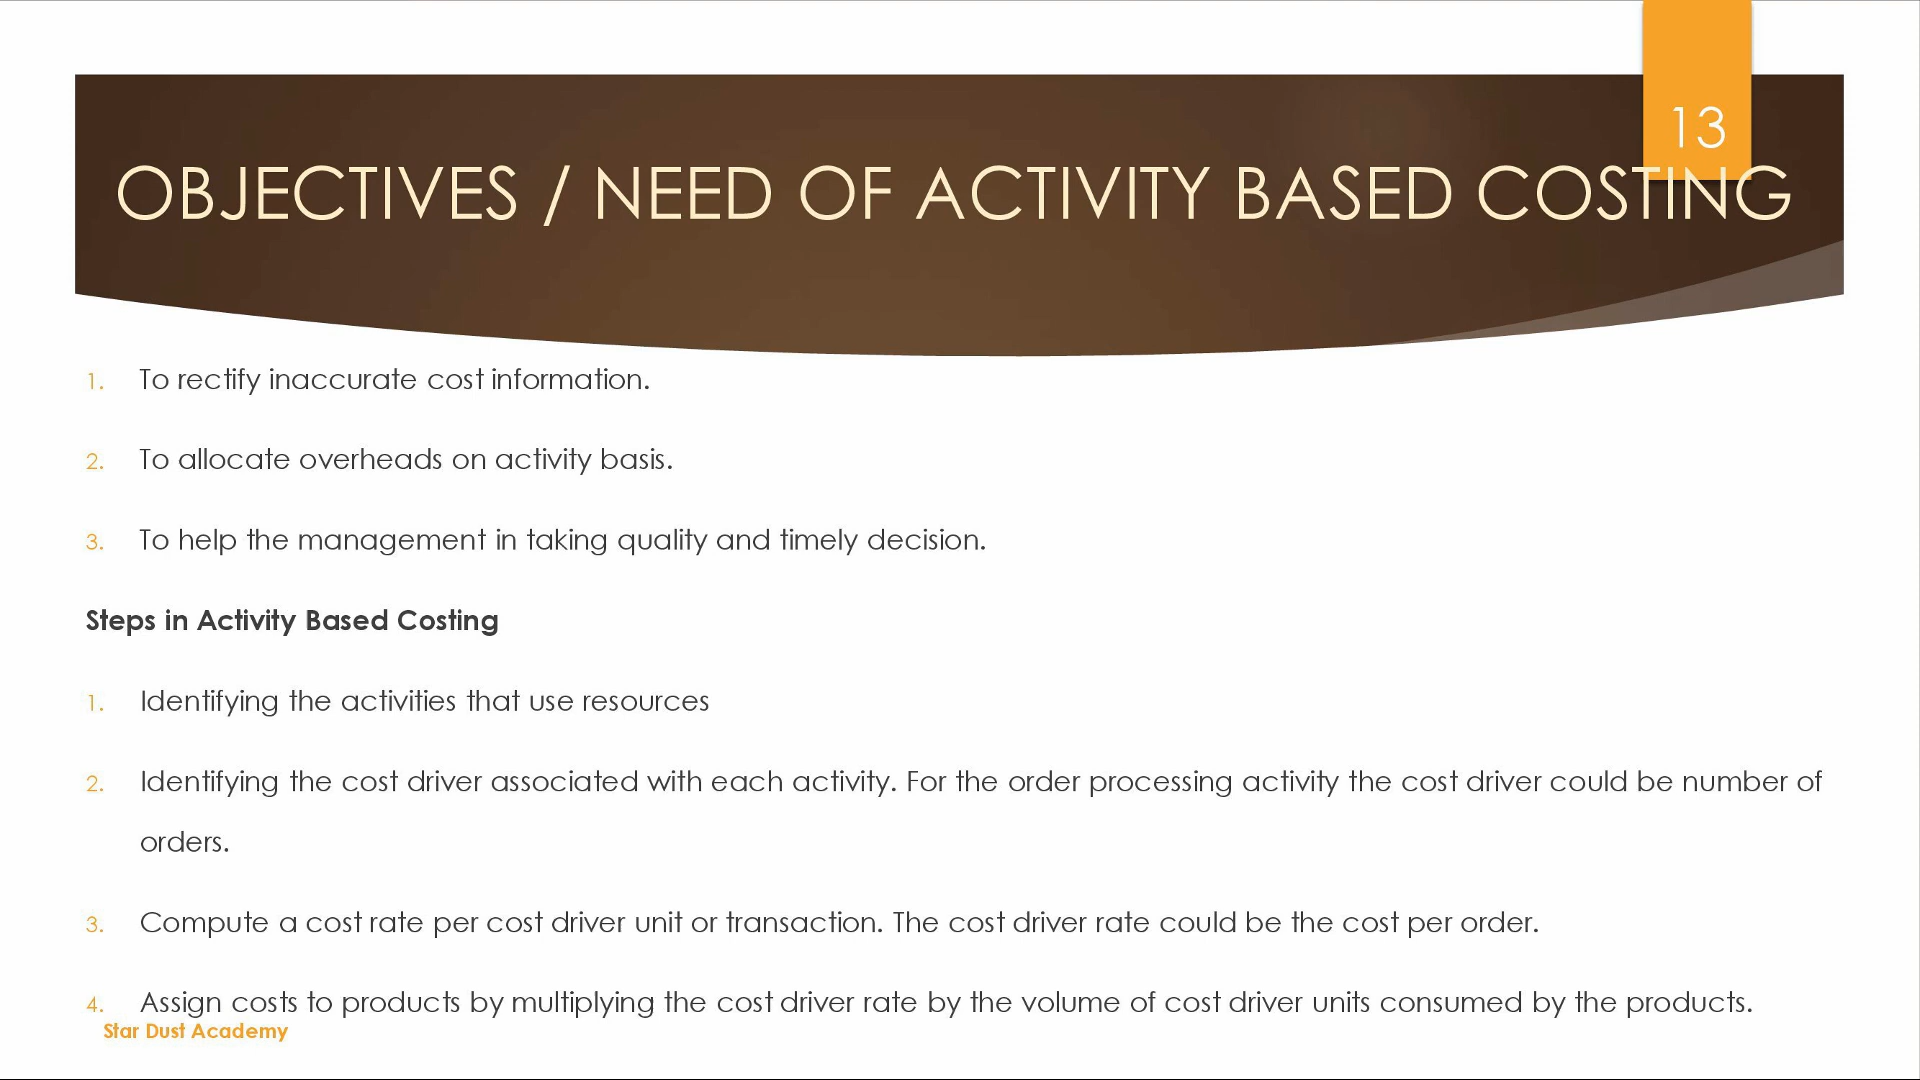 13
OBJECTIVES / NEED OF ACTIVITY BASED COSTING
1. To rectify inaccurate cost information.
2. To allocate overheads on activity basis.
3. To help the management in taking quality and timely decision.
Steps in Activity Based Costing
1. Identifying the activities that use resources
2. Identifying the cost driver associated with each activity. For the order processing activity the cost driver could be number of
orders.
3. Compute a cost rate per cost driver unit or transaction. The cost driver rate could be the cost per order.
4. Assign costs to products by multiplying the cost driver rate by the volume of cost driver units consumed by the products.
Star Dust Academy